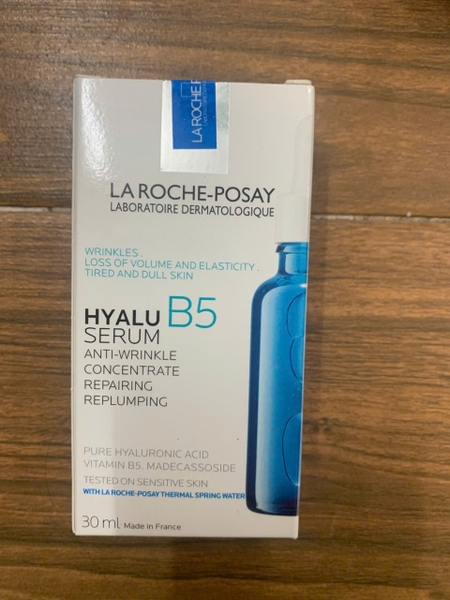 LA ROCHE-P
LA ROCHE-POSAY
LABORATOIRE DERMATOLOGIQUE
WRINKLES .
LOSS OF VOLUME AND ELASTICITY .
TIRED AND DULL SKIN
HYALU B5
SERUM
ANTI-WRINKLE
CONCENTRATE
REPAIRING
REPLUMPING
PURE HYALURONIC ACID
VITAMIN B5. MADECASSOSIDE
TESTED ON SENSITIVE SKIN
WITH LA ROCHE-POSAY THERMAL SPRING WATER
30 ml Made in France